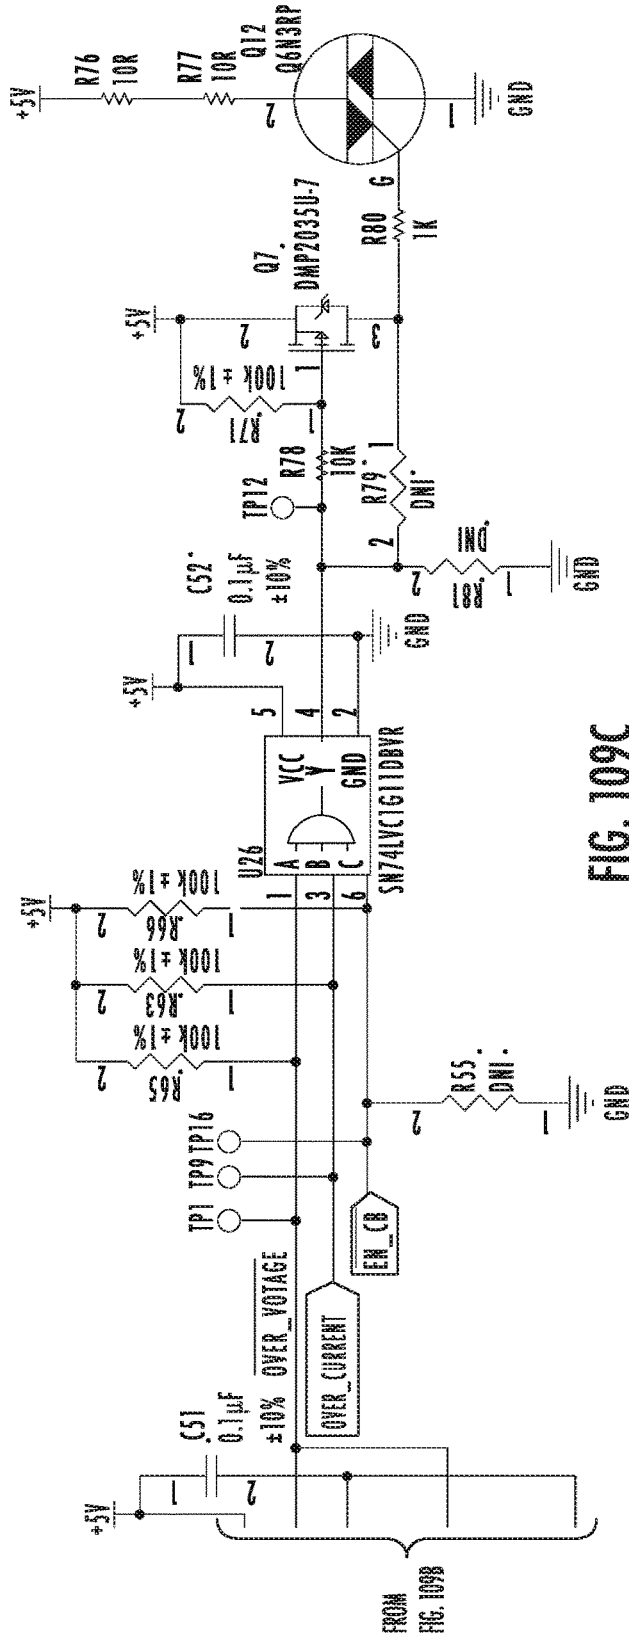 +5V
C51
0.1µF
±10%
1
2
FROM
FIG. 109B
OVER_VOTAGE
OVER_CURRENT
EN_CB
TP1
TP9
TP16
+5V
2
R65
100k ± 1%
1
2
R63
100k ± 1%
1
2
R66
100k ± 1%
1
2
R55
DNI
1
GND
U26
1
3
6
A
B
C
VCC
Y
GND
5
4
2
SN74LVC1G11DBVR
+5V
1
2
C52
0.1µF
±10%
GND
TP12
R78
10K
2
R79
1
DNI
2
R81
DNI
1
GND
+5V
2
R71
100k ± 1%
1
Q7
DMP2035U-7
1
2
3
R80
1K
+5V
R76
10R
R77
10R
Q12
Q6N3RP
2
G
1
GND
FIG. 109C